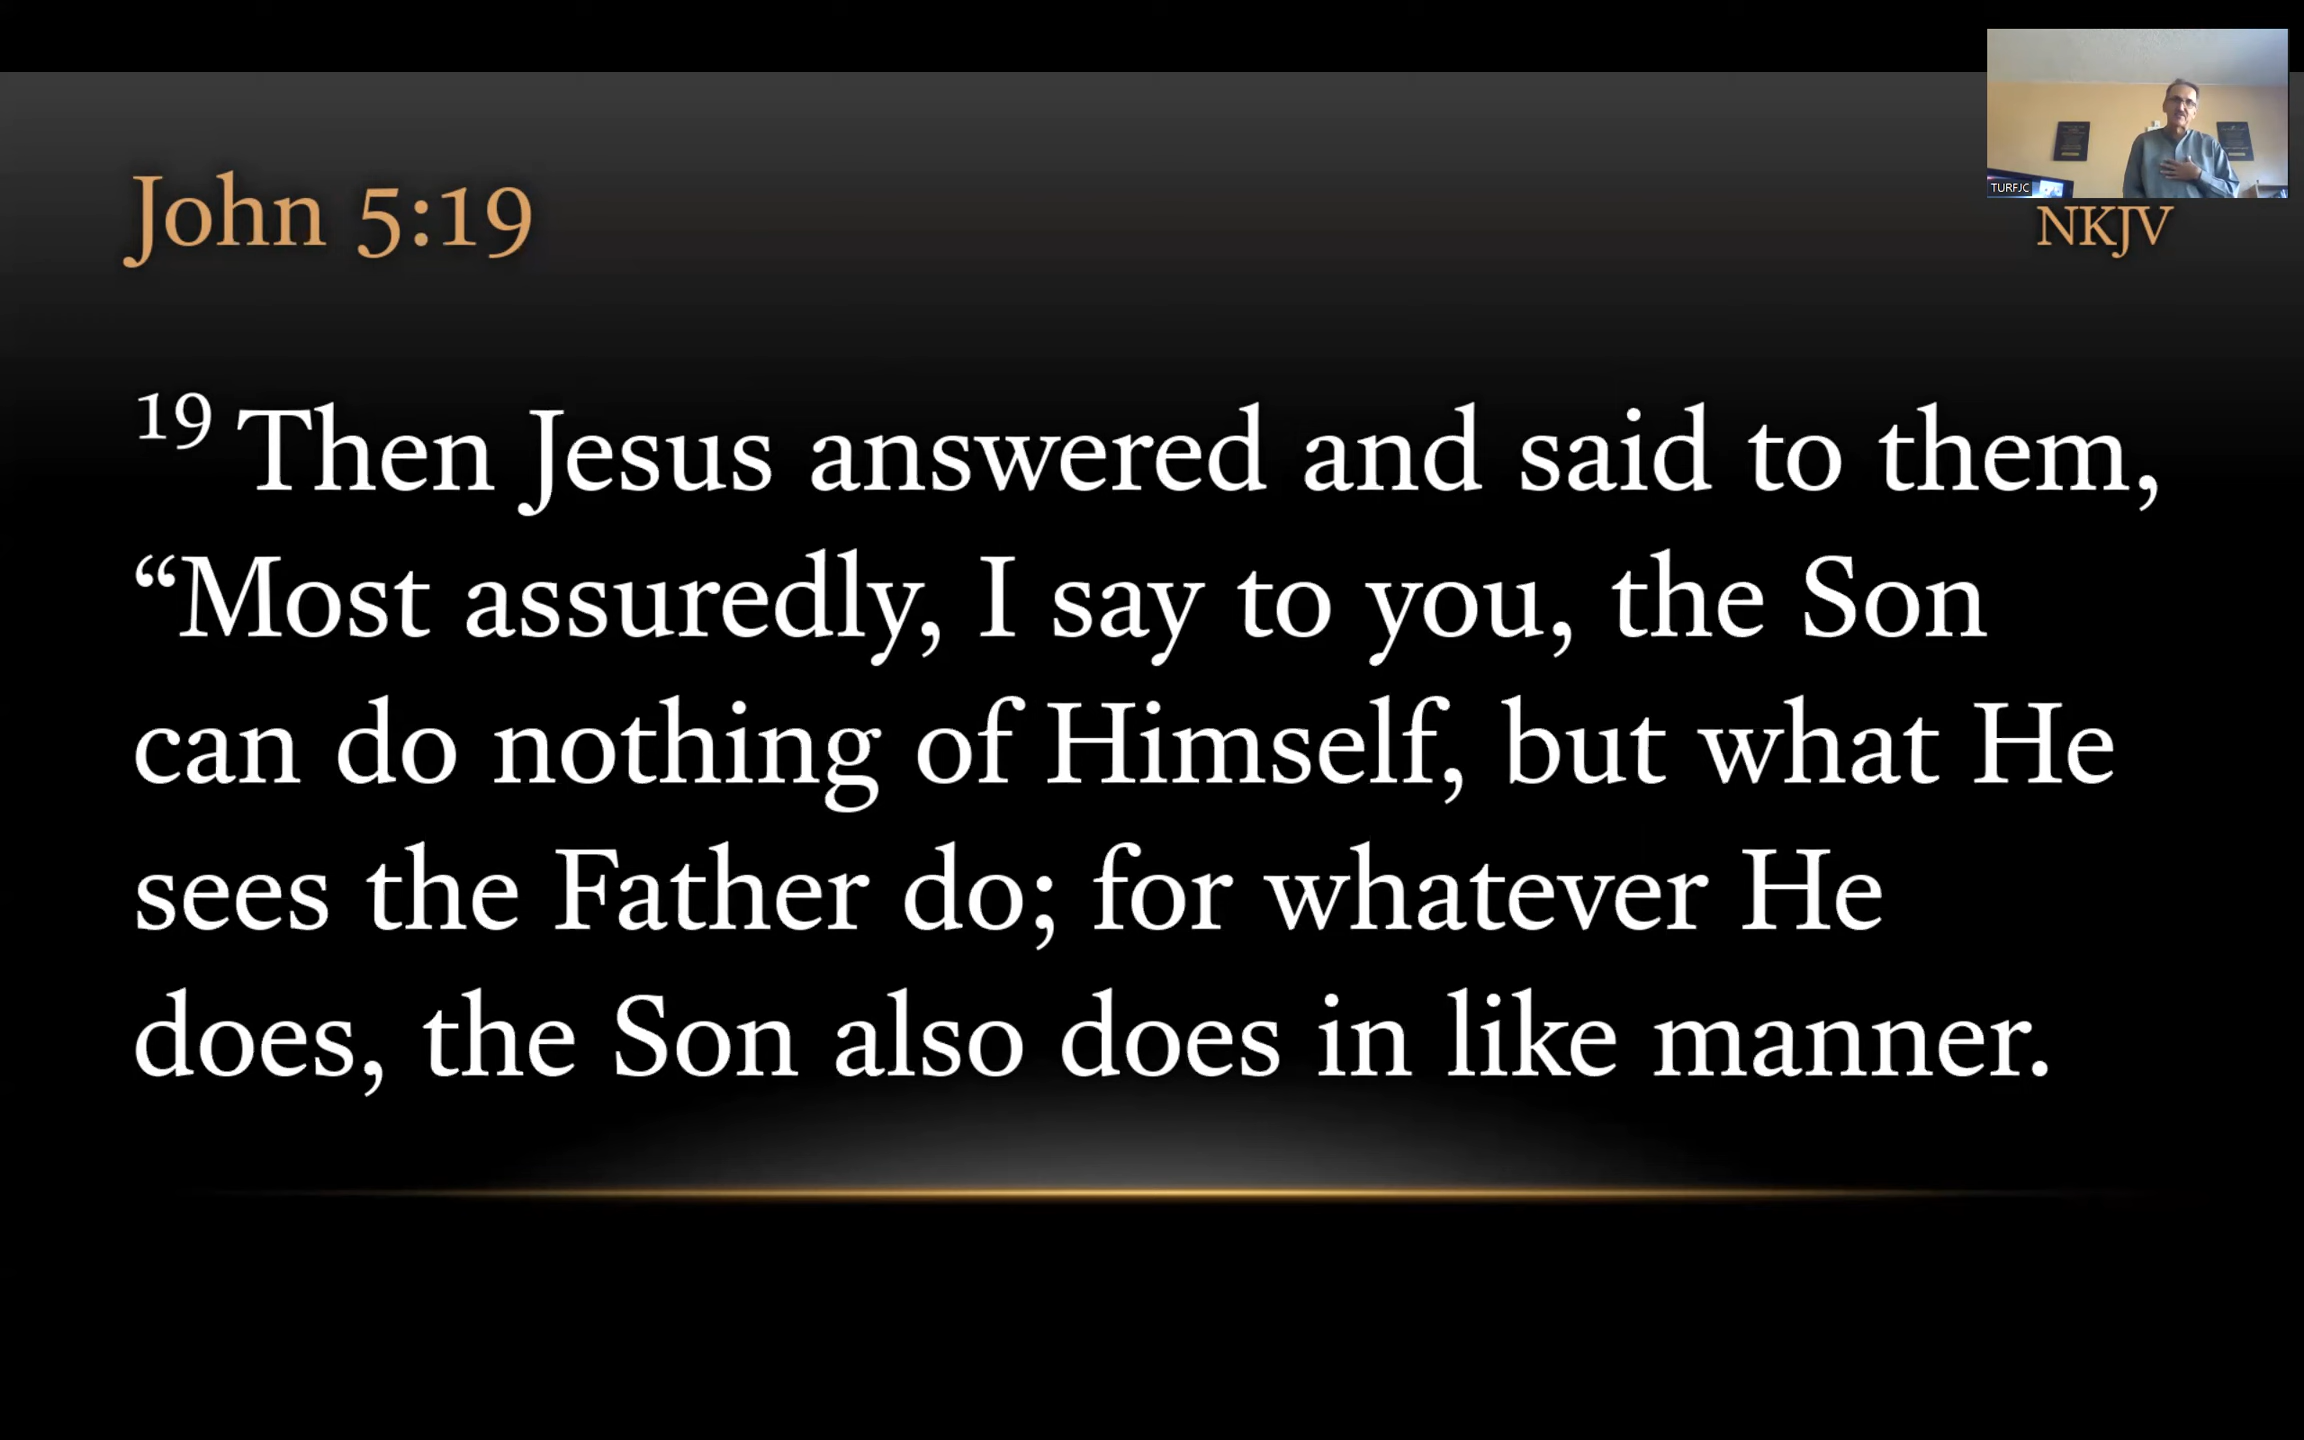 TURFJC
John 5:19
NKJV
19 Then Jesus answered and said to them,
“Most assuredly, I say to you, the Son
can do nothing of Himself, but what He
sees the Father do; for whatever He
does, the Son also does in like manner.